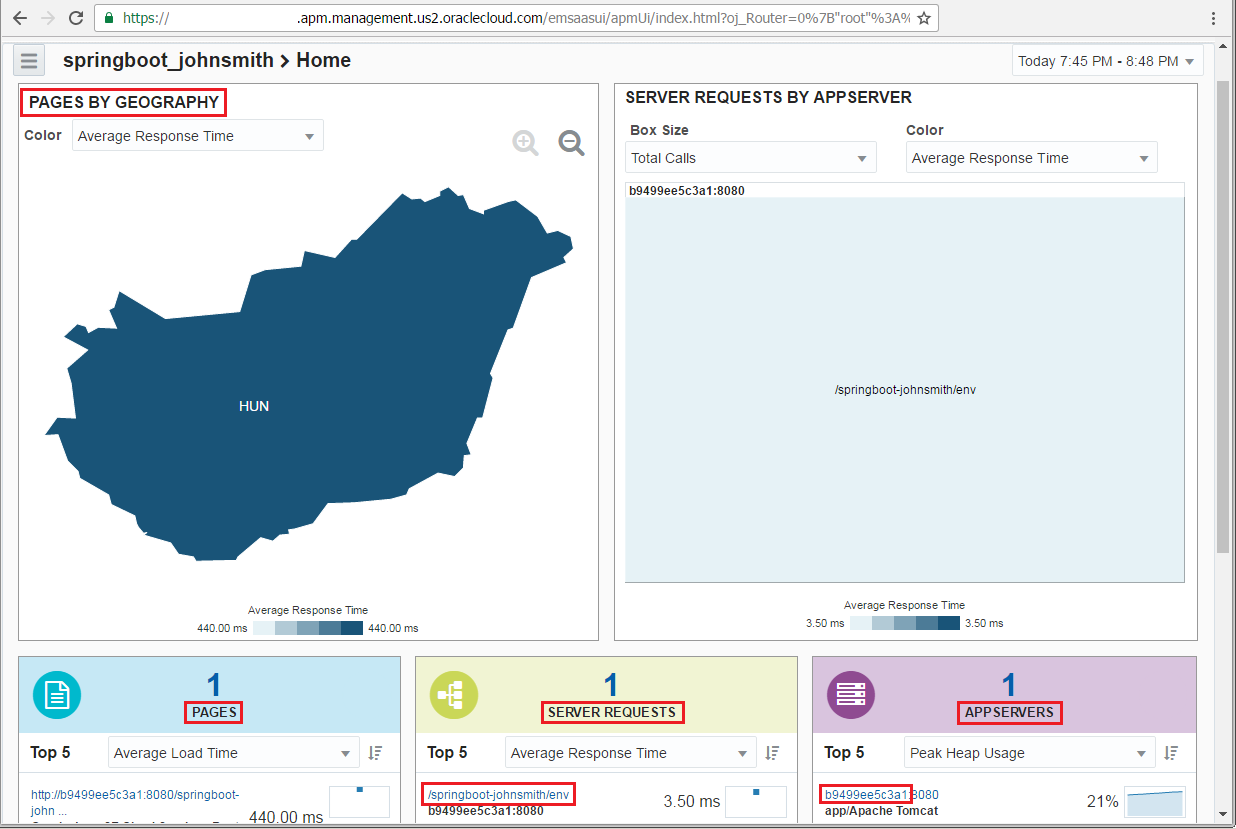 https:// .apm.management.us2.oraclecloud.com/emsaasui/apmUi/index.html?oj_Router=0%7B"root"%3A%
springboot_johnsmith > Home
Today 7:45 PM - 8:48 PM
PAGES BY GEOGRAPHY
Color Average Response Time
HUN
Average Response Time
440.00 ms 440.00 ms
SERVER REQUESTS BY APPSERVER
Box Size Color
Total Calls Average Response Time
b9499ee5c3a1:8080
/springboot-johnsmith/env
Average Response Time
3.50 ms 3.50 ms
1
PAGES
Top 5 Average Load Time
http://b9499ee5c3a1:8080/springboot-
john ... 440.00 ms
1
SERVER REQUESTS
Top 5 Average Response Time
/springboot-johnsmith/env
b9499ee5c3a1:8080 3.50 ms
1
APPSERVERS
Top 5 Peak Heap Usage
b9499ee5c3a1:8080
app/Apache Tomcat 21%